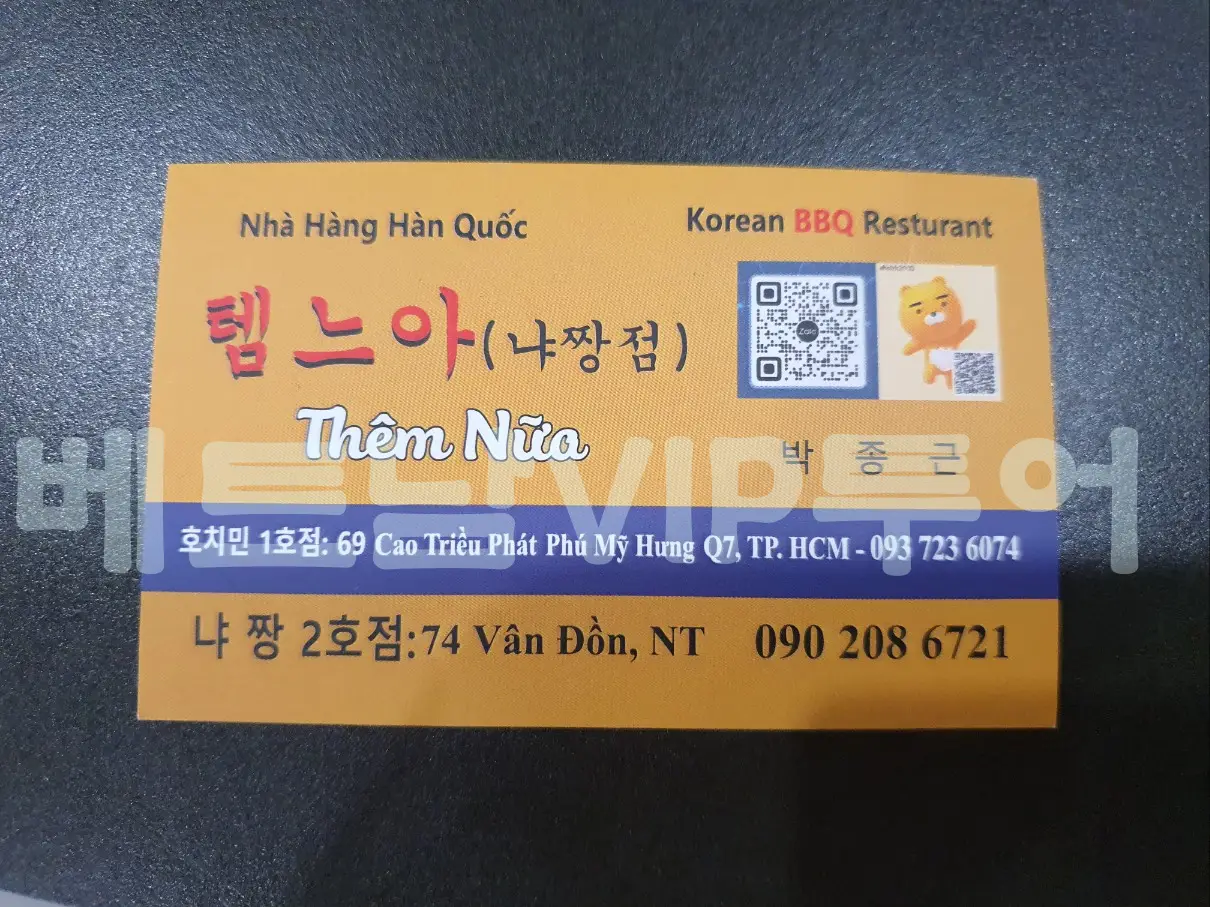 Nhà Hàng Hàn Quốc
Korean BBQ Resturant
템느아(냐짱점)
Thêm Nữa
Zalo
박 종 근
베트남VIP투어
호치민 1호점: 69 Cao Triều Phát Phú Mỹ Hưng Q7, TP. HCM - 093 723 6074
냐 짱 2호점:74 Vân Đồn, NT 090 208 6721